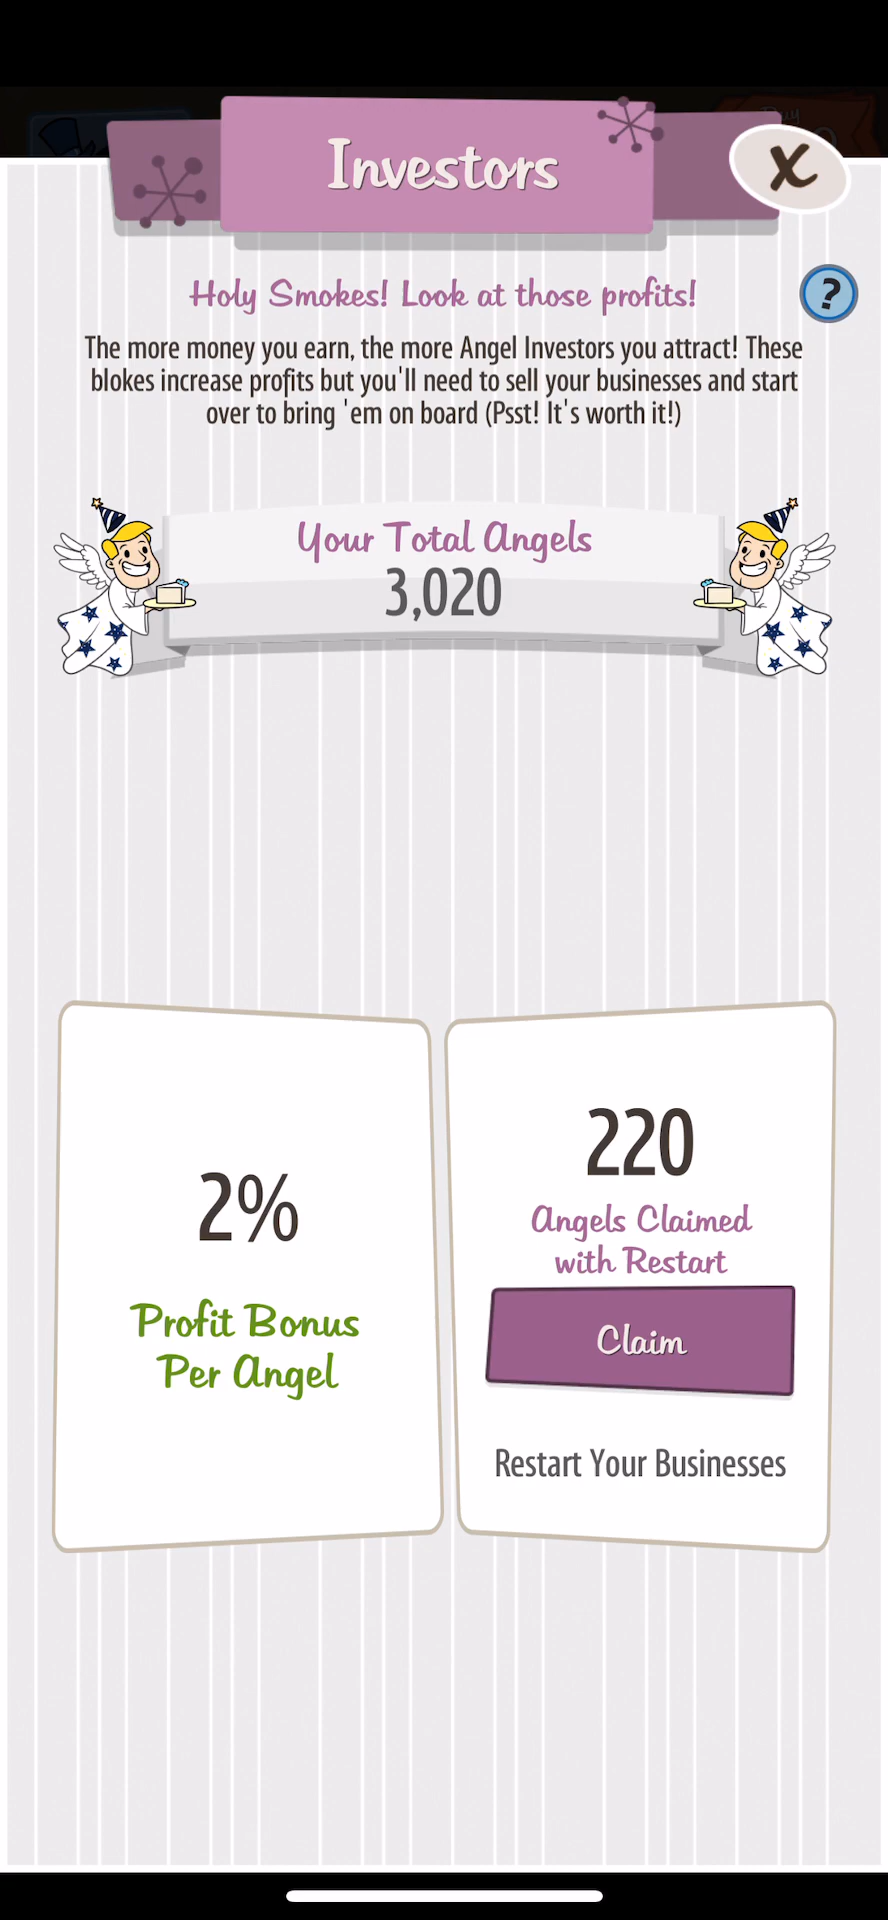 Investors
X
Holy Smokes! Look at those profits!
?
The more money you earn, the more Angel Investors you attract! These
blokes increase profits but you'll need to sell your businesses and start
over to bring 'em on board (Psst! It's worth it!)
Your Total Angels
3,020
2%
Profit Bonus
Per Angel
220
Angels Claimed
with Restart
Claim
Restart Your Businesses